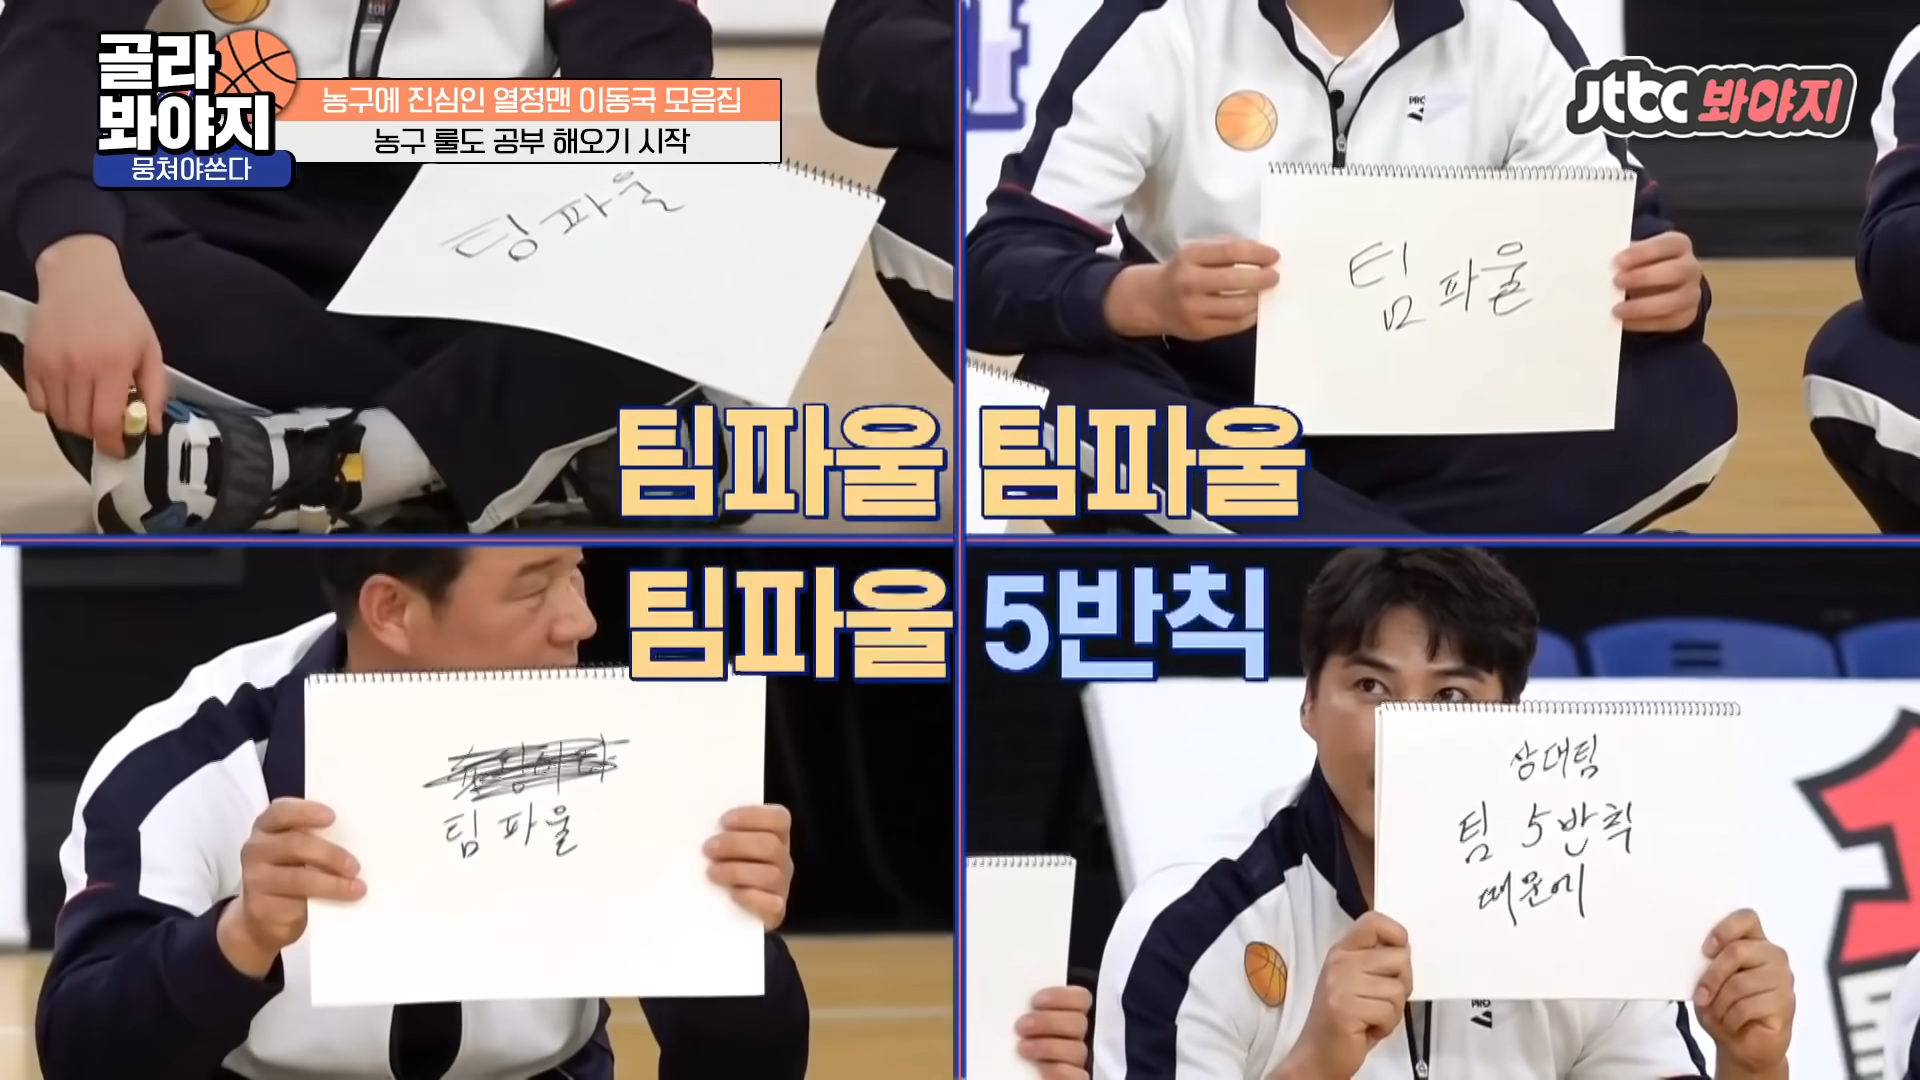 골라
봐야지
뭉쳐야쏜다
농구에 진심인 열정맨 이동국 모음집
농구 룰도 공부 해오기 시작
Jtbc 봐야지
팀파울
팀 파울
PRO
팀파울 팀파울
팀파울 5반칙
팀 파울
상대팀
팀 5반칙
때문에
PRO